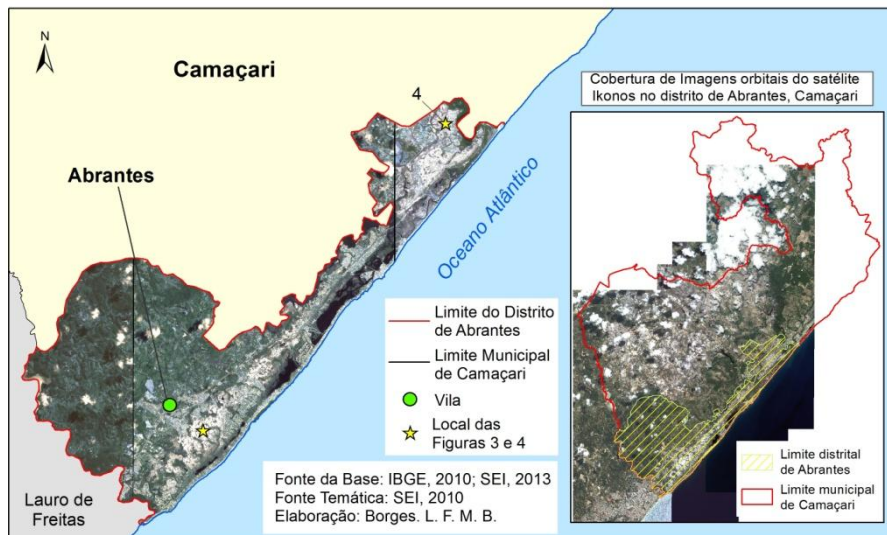 N
Camaçari
4
Abrantes
Oceano Atlântico
Lauro de
Freitas
Limite do Distrito
de Abrantes
Limite Municipal
de Camaçari
Vila
Local das
Figuras 3 e 4
Fonte da Base: IBGE, 2010; SEI, 2013
Fonte Temática: SEI, 2010
Elaboração: Borges. L. F. M. B.
Cobertura de Imagens orbitais do satélite
Ikonos no distrito de Abrantes, Camaçari
Limite distrital
de Abrantes
Limite municipal
de Camaçari